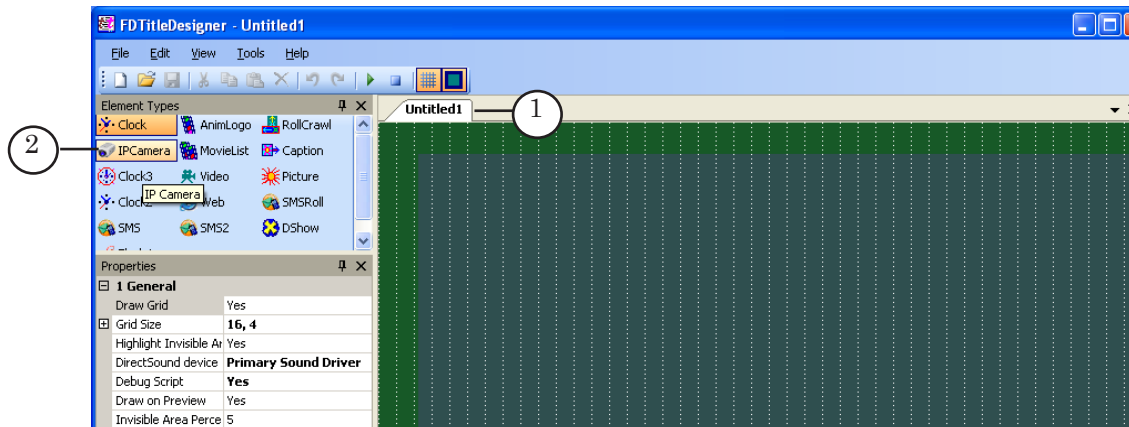 FDTitleDesigner - Untitled1
File Edit View Tools Help
Element Types
Untitled1
1
Clock AnimLogo RollCrawl
2
IPCamera MovieList Caption
Clock3 Video Picture
IP Camera
Web SMSRoll
SMS SMS2 DShow
Properties
1 General
Draw Grid Yes
Grid Size 16, 4
Highlight Invisible Ar Yes
DirectSound device Primary Sound Driver
Debug Script Yes
Draw on Preview Yes
Invisible Area Perce 5